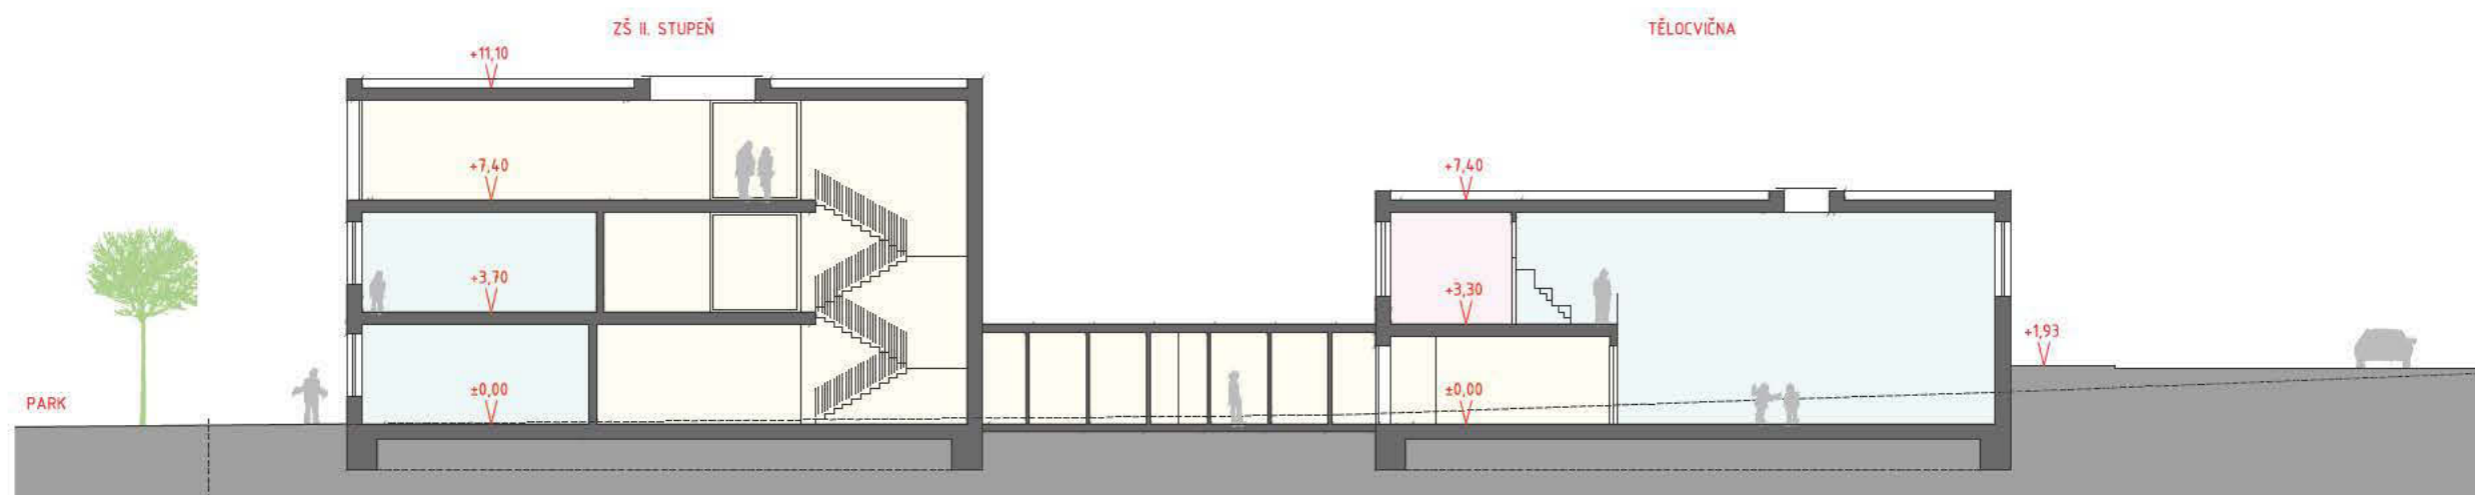 ZŠ II. STUPEŇ
TĚLOCVIČNA
+11,10
+7,40
+7,40
+3,70
+3,30
+1,93
±0,00
±0,00
PARK